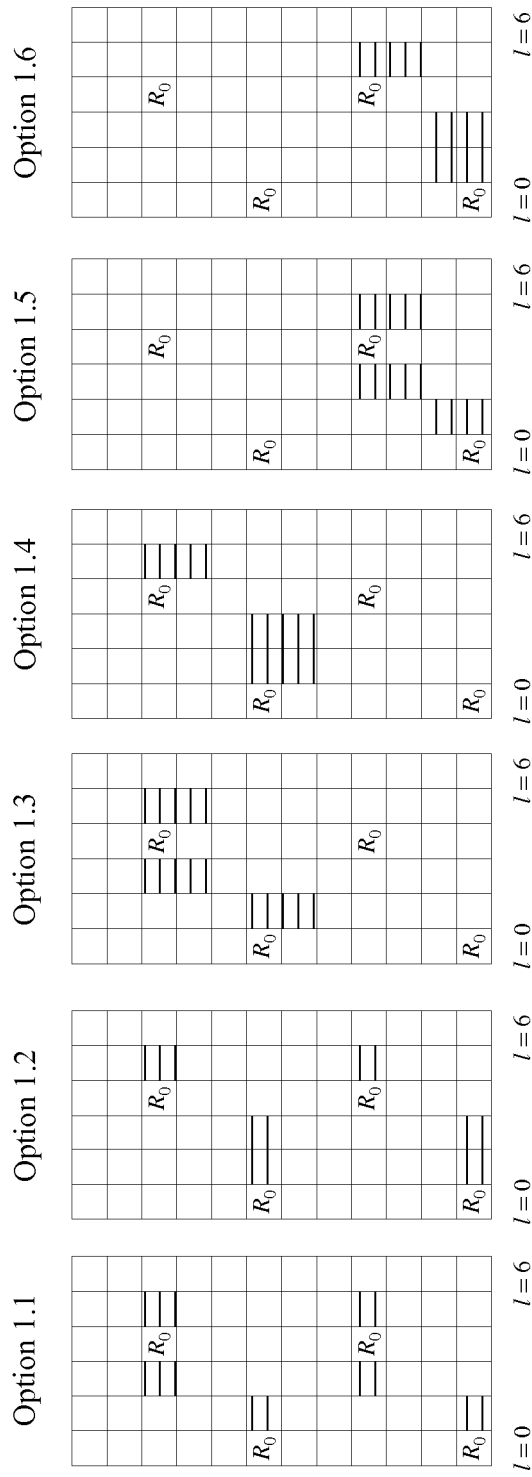 Option 1.1
R₀
R₀
R₀
R₀
l = 0
l = 6
Option 1.2
R₀
R₀
R₀
R₀
l = 0
l = 6
Option 1.3
R₀
R₀
R₀
R₀
l = 0
l = 6
Option 1.4
R₀
R₀
R₀
R₀
l = 0
l = 6
Option 1.5
R₀
R₀
R₀
R₀
l = 0
l = 6
Option 1.6
R₀
R₀
R₀
R₀
l = 0
l = 6